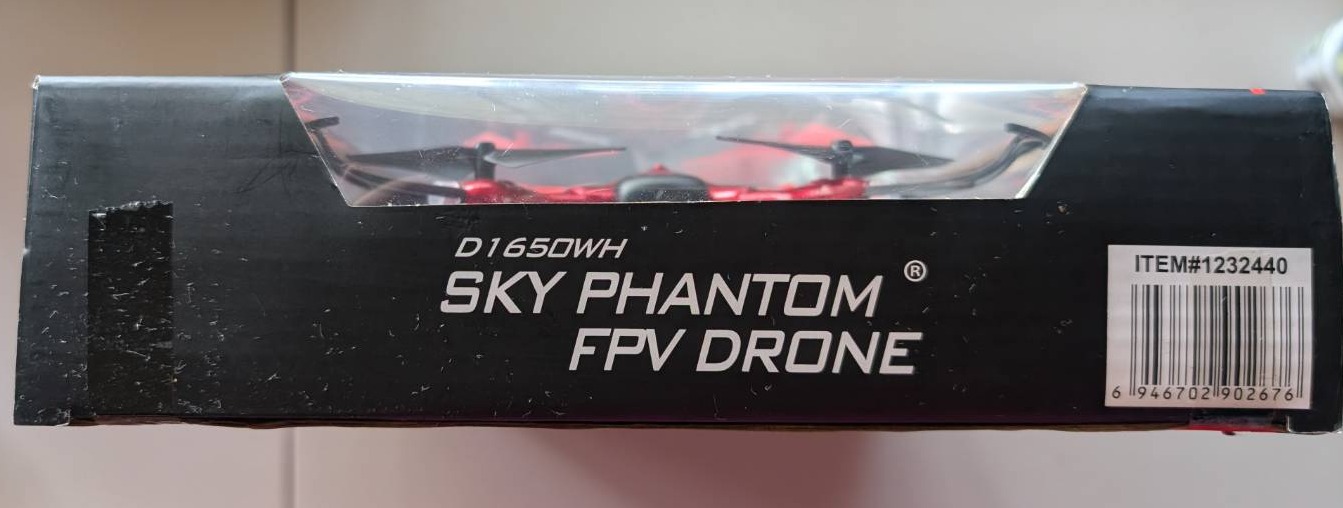 D1650WH
SKY PHANTOM ®
FPV DRONE
ITEM#1232440
6 946702 902676